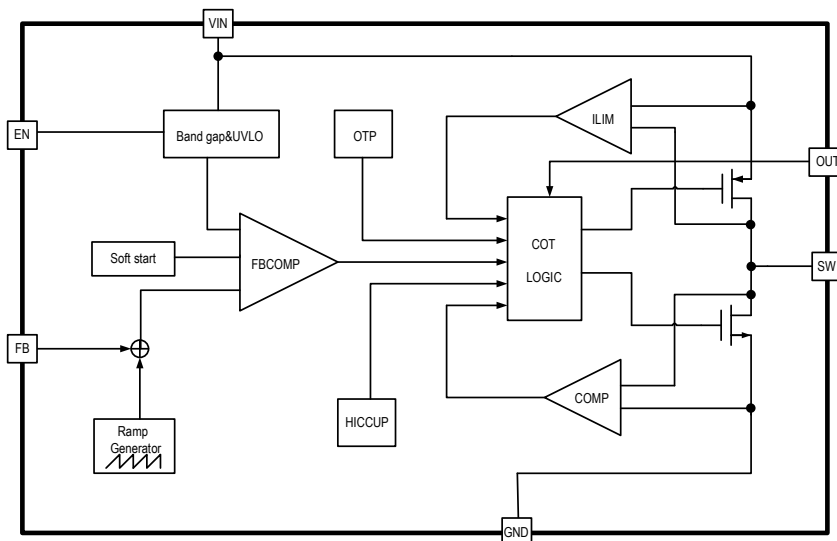 VIN
EN
Band gap&UVLO
OTP
ILIM
OUT
Soft start
FBCOMP
COT
LOGIC
SW
FB
Ramp
Generator
HICCUP
COMP
GND